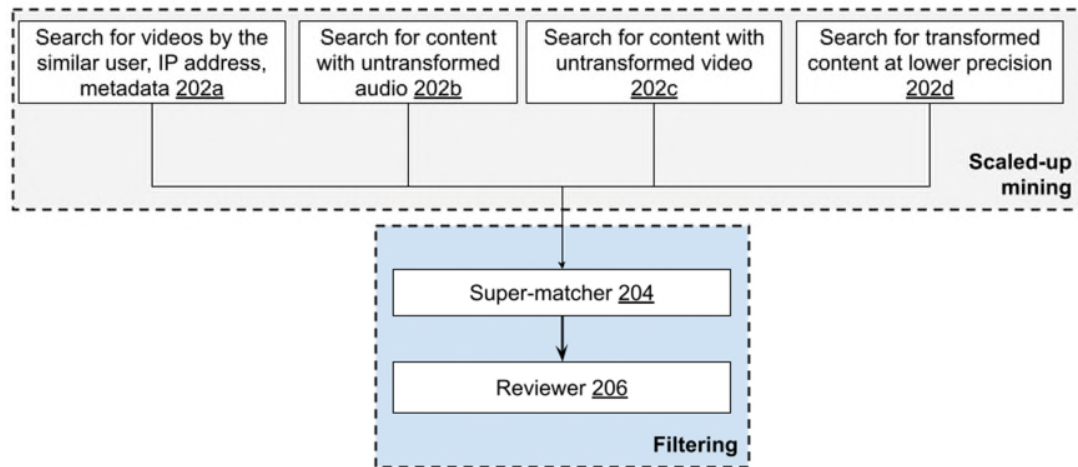 Search for videos by the
similar user, IP address,
metadata 202a
Search for content
with untransformed
audio 202b
Search for content with
untransformed video
202c
Search for transformed
content at lower precision
202d
Scaled-up
mining
Super-matcher 204
Reviewer 206
Filtering